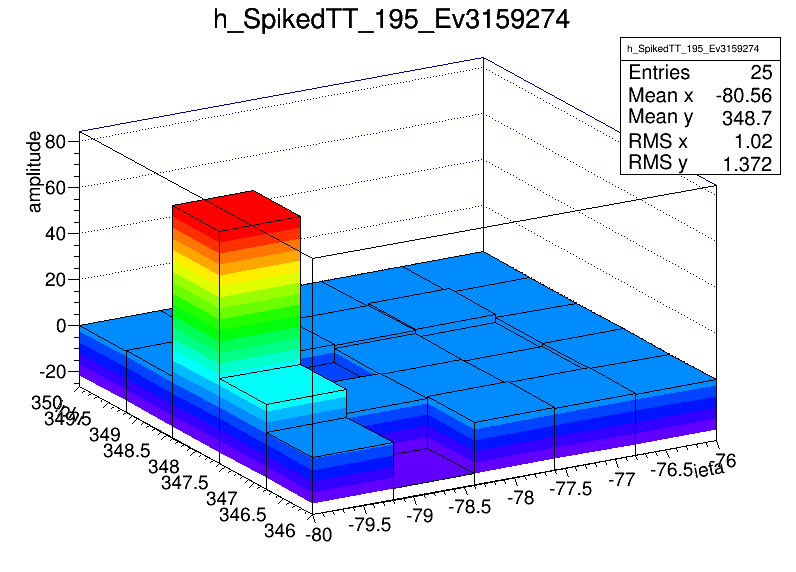 h_SpikedTT_195_Ev3159274
h_SpikedTT_195_Ev3159274
Entries 25
Mean x -80.56
Mean y 348.7
RMS x 1.02
RMS y 1.372
amplitude
80
60
40
20
0
-20
350
349.5
349
348.5
348
347.5
347
346.5
346
-80
-79.5
-79
-78.5
-78
-77.5
-77
-76.5
-76
ieta